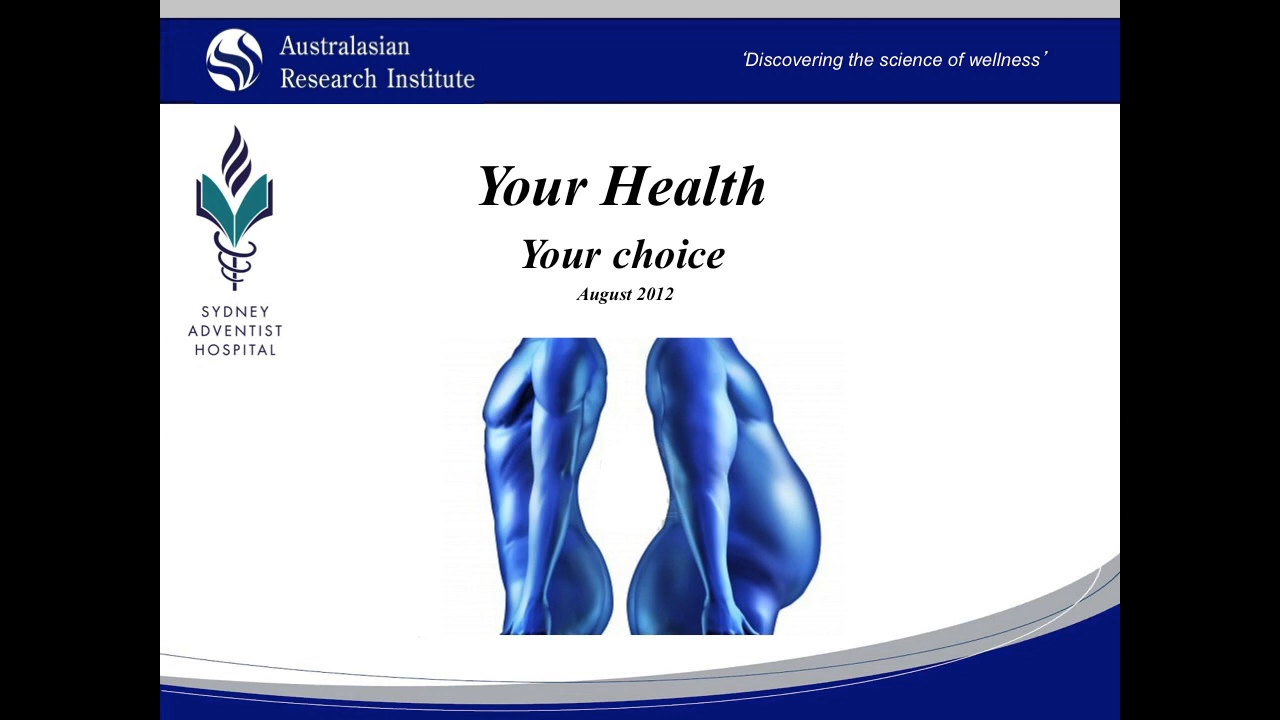 Australasian
Research Institute
‘Discovering the science of wellness’
SYDNEY
ADVENTIST
HOSPITAL
Your Health
Your choice
August 2012